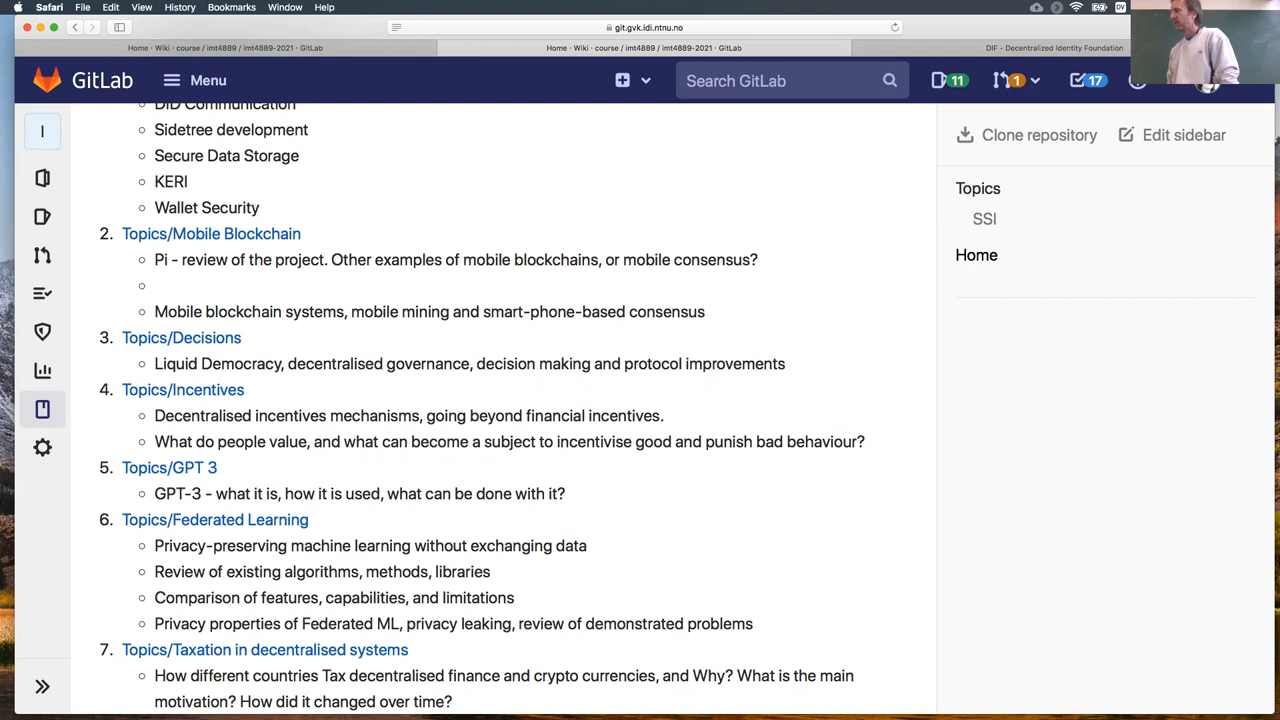 Safari File Edit View History Bookmarks Window Help DV
git.gvk.idi.ntnu.no
Home · Wiki · course / imt4889 / imt4889-2021 · GitLab
Home · Wiki · course / imt4889 / imt4889-2021 · GitLab
DIF - Decentralized Identity Foundation
GitLab Menu Search GitLab 11 1 17
I
DID Communication
Sidetree development
Secure Data Storage
KERI
Wallet Security
2. Topics/Mobile Blockchain
Pi - review of the project. Other examples of mobile blockchains, or mobile consensus?
Mobile blockchain systems, mobile mining and smart-phone-based consensus
3. Topics/Decisions
Liquid Democracy, decentralised governance, decision making and protocol improvements
4. Topics/Incentives
Decentralised incentives mechanisms, going beyond financial incentives.
What do people value, and what can become a subject to incentivise good and punish bad behaviour?
5. Topics/GPT 3
GPT-3 - what it is, how it is used, what can be done with it?
6. Topics/Federated Learning
Privacy-preserving machine learning without exchanging data
Review of existing algorithms, methods, libraries
Comparison of features, capabilities, and limitations
Privacy properties of Federated ML, privacy leaking, review of demonstrated problems
7. Topics/Taxation in decentralised systems
How different countries Tax decentralised finance and crypto currencies, and Why? What is the main
motivation? How did it changed over time?
Clone repository Edit sidebar
Topics
SSI
Home